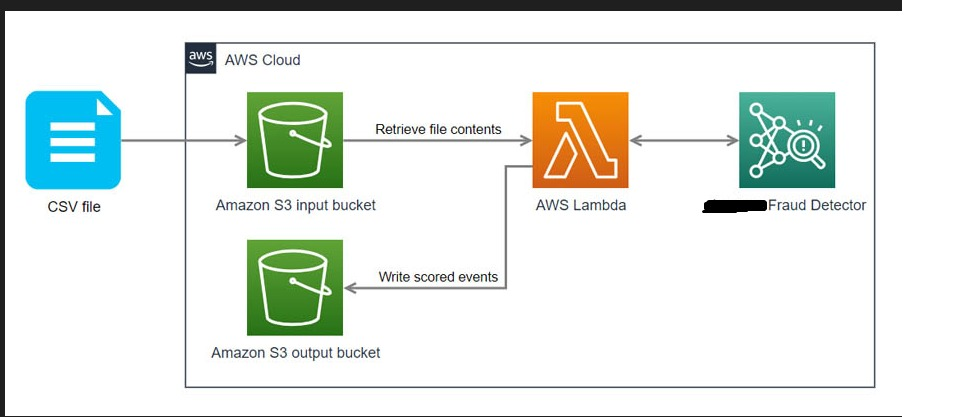 aws
AWS Cloud
Retrieve file contents
CSV file
Amazon S3 input bucket
AWS Lambda
Fraud Detector
Write scored events
Amazon S3 output bucket